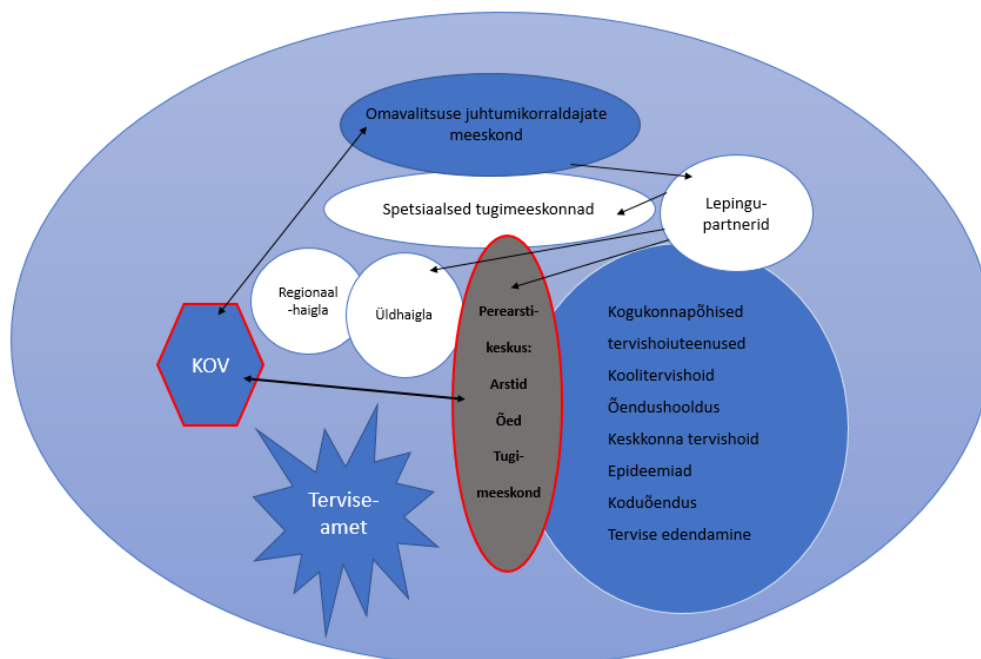 Omavalitsuse juhtumikorraldajate
meeskond
Spetsiaalsed tugimeeskonnad
Lepingu-
partnerid
Regionaal
-haigla
Üldhaigla
KOV
Perearsti-
keskus:
Arstid
Õed
Tugi-
meeskond
Kogukonnapõhised
tervishoiuteenused
Koolitervishoid
Õendushooldus
Keskkonna tervishoid
Epideemiad
Koduõendus
Tervise edendamine
Tervise-
amet